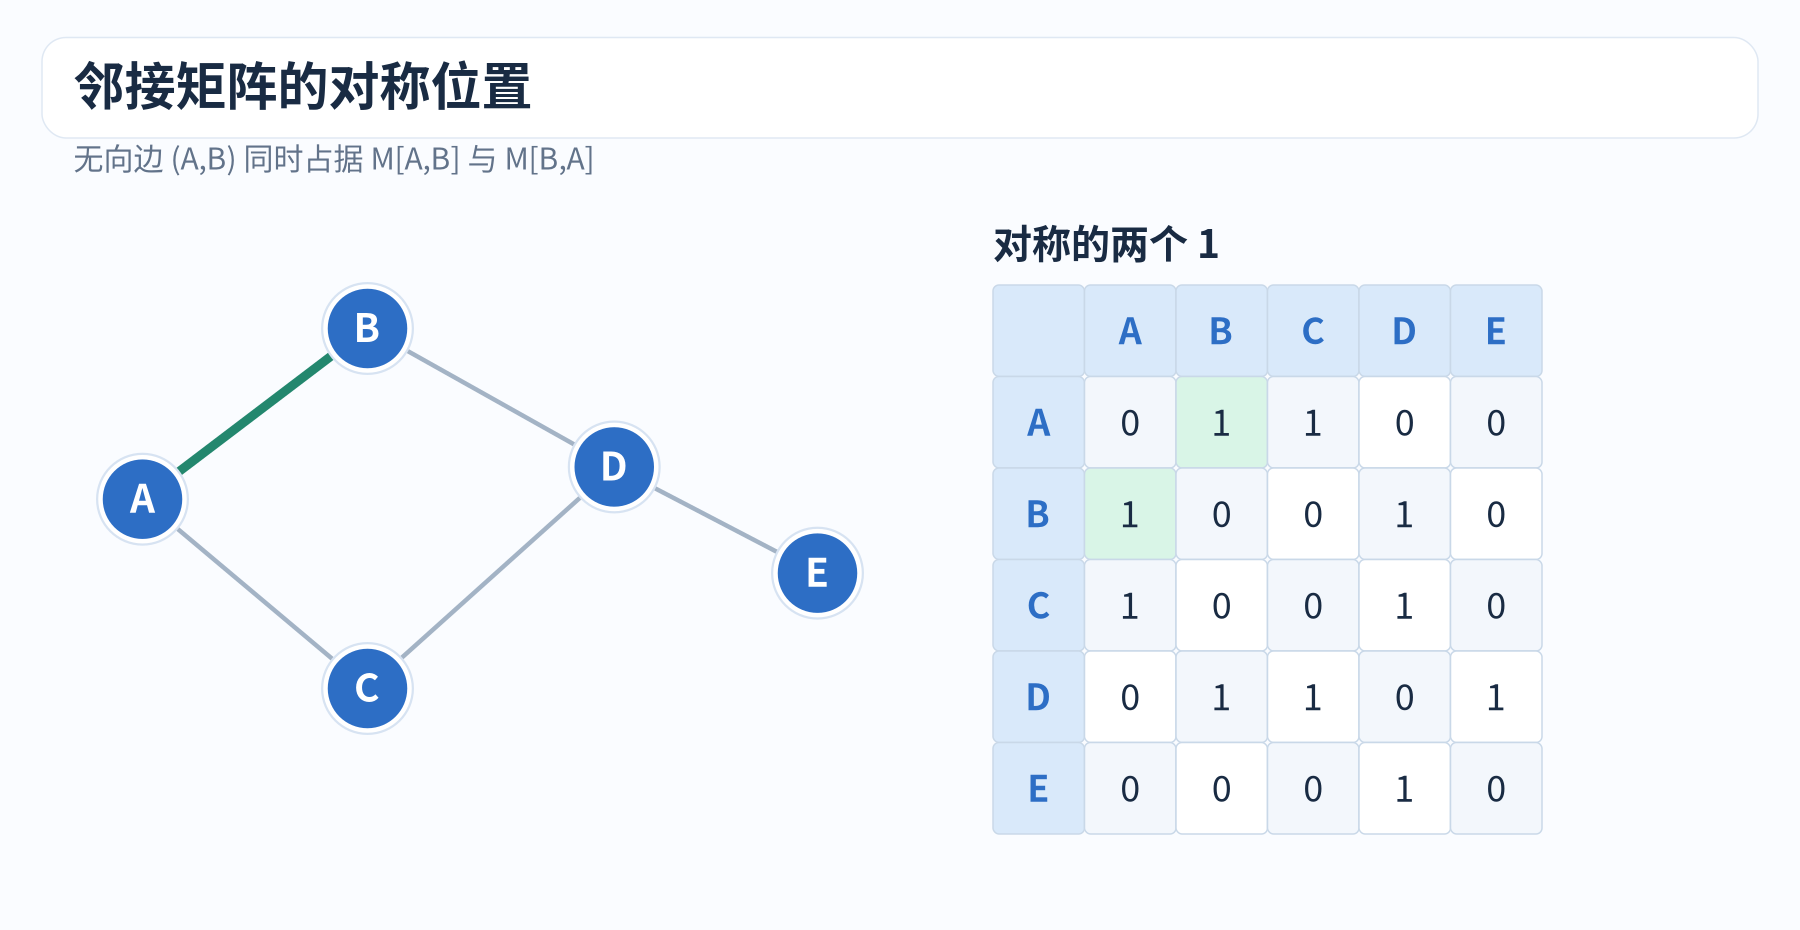 邻接矩阵的对称位置
无向边 (A,B) 同时占据 M[A,B] 与 M[B,A]
B
A
D
E
C
对称的两个 1
A B C D E
A 0 1 1 0 0
B 1 0 0 1 0
C 1 0 0 1 0
D 0 1 1 0 1
E 0 0 0 1 0